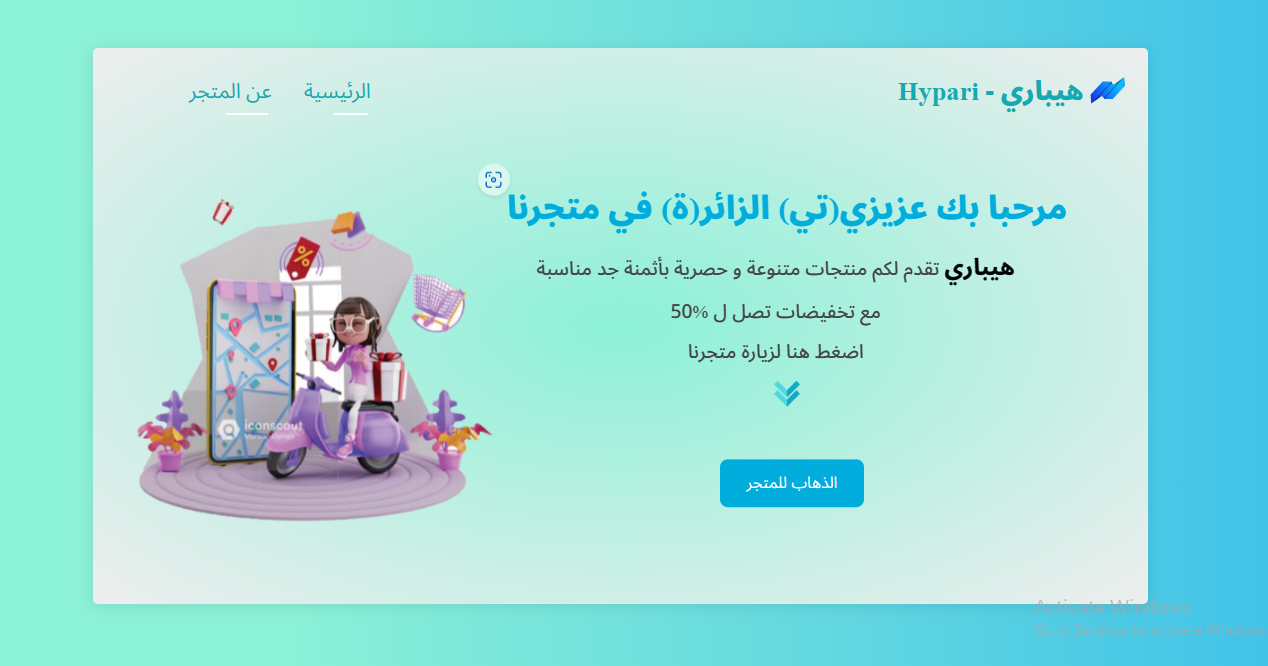 هيباري - Hypari
الرئيسية
عن المتجر
مرحبا بك عزيزي(تي) الزائر(ة) في متجرنا
هيباري تقدم لكم منتجات متنوعة و حصرية بأثمنة جد مناسبة
مع تخفيضات تصل ل %50
اضغط هنا لزيارة متجرنا
الذهاب للمتجر
%
iconscout
Activate Windows
Go to Settings to activate Windows